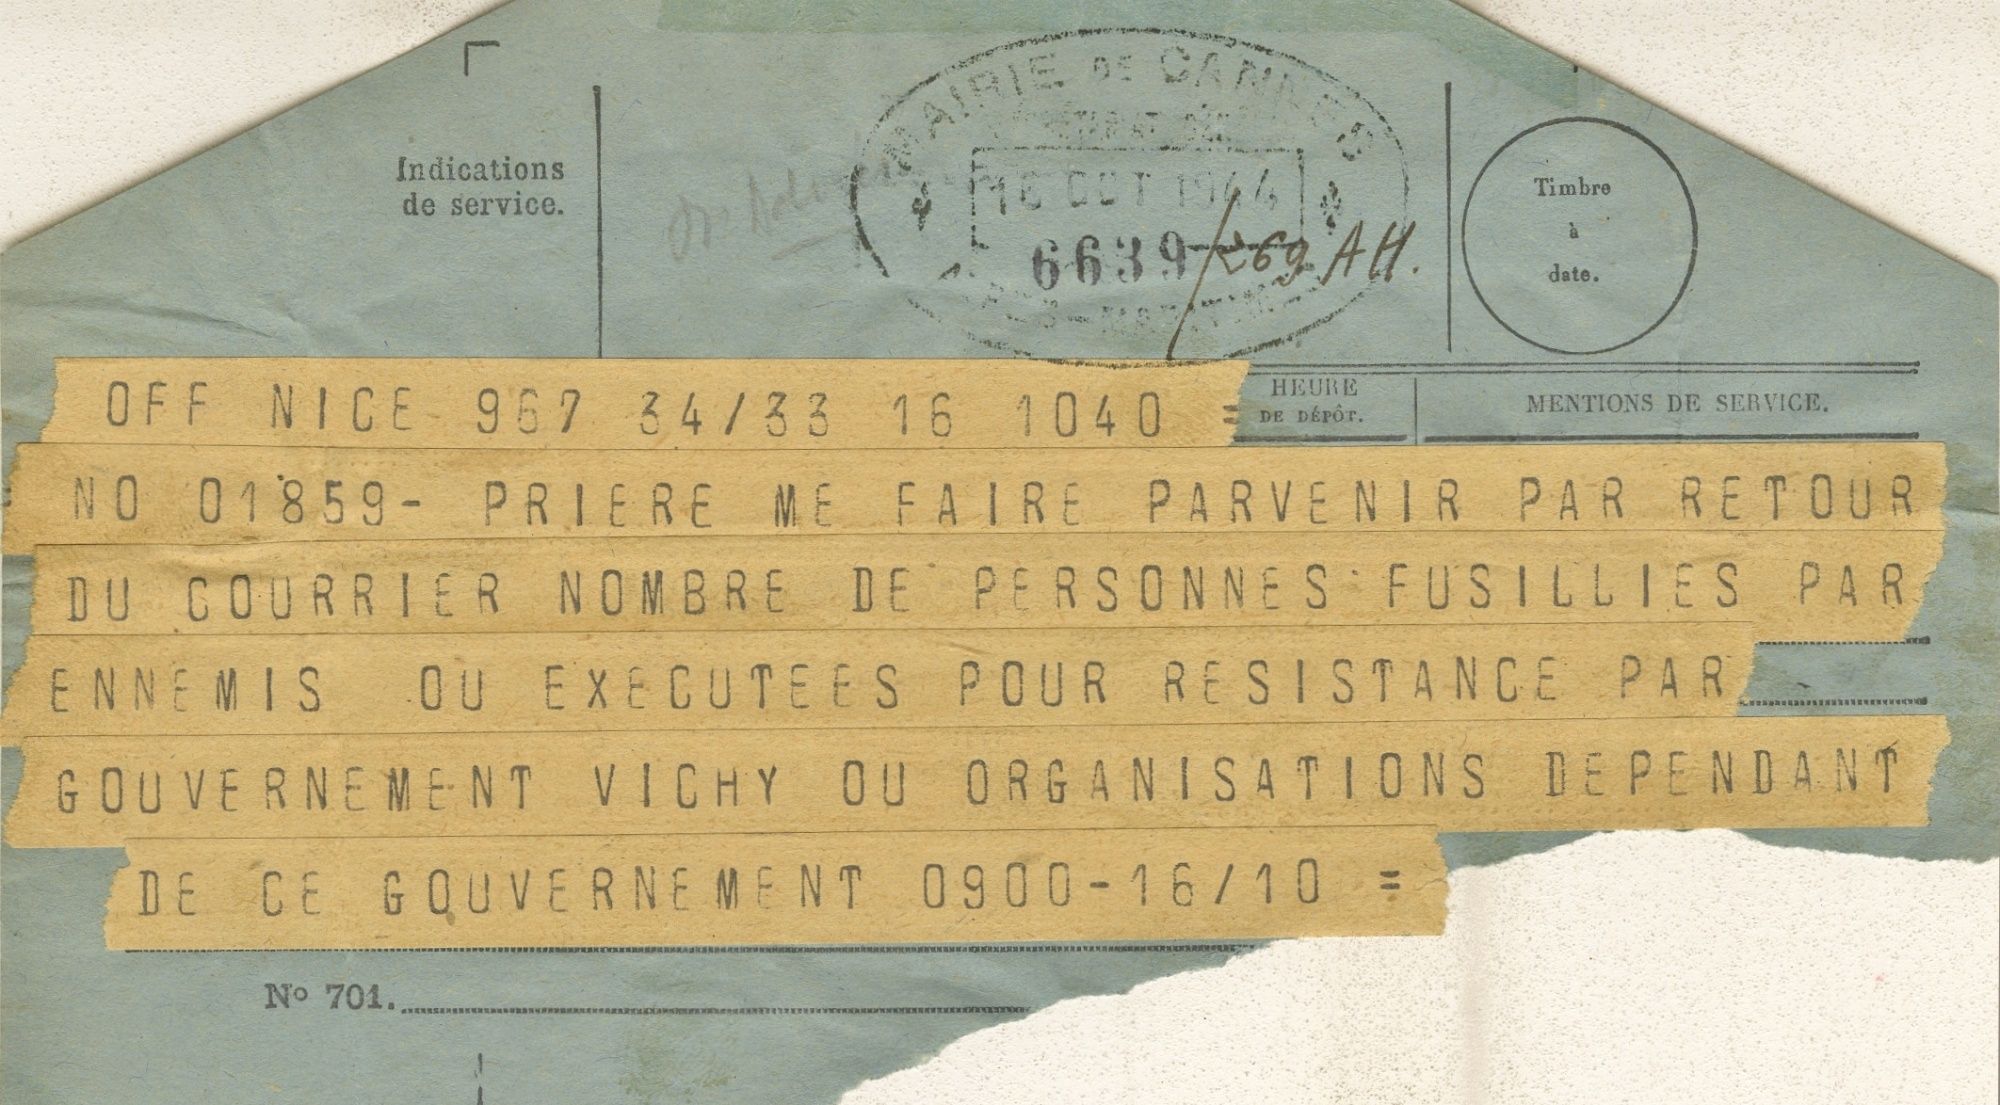 MAIRIE DE CANNES
16 OCT 1944
6639/269 AH.
Indications
de service.
Timbre
à
date.
HEURE
DE DÉPÔT.
MENTIONS DE SERVICE.
OFF NICE 967 34/33 16 1040 =
= NO 01859- PRIERE ME FAIRE PARVENIR PAR RETOUR
DU COURRIER NOMBRE DE PERSONNES FUSILLIES PAR
ENNEMIS OU EXECUTEES POUR RESISTANCE PAR
GOUVERNEMENT VICHY OU ORGANISATIONS DEPENDANT
DE CE GOUVERNEMENT 0900-16/10 =
Nº 701.